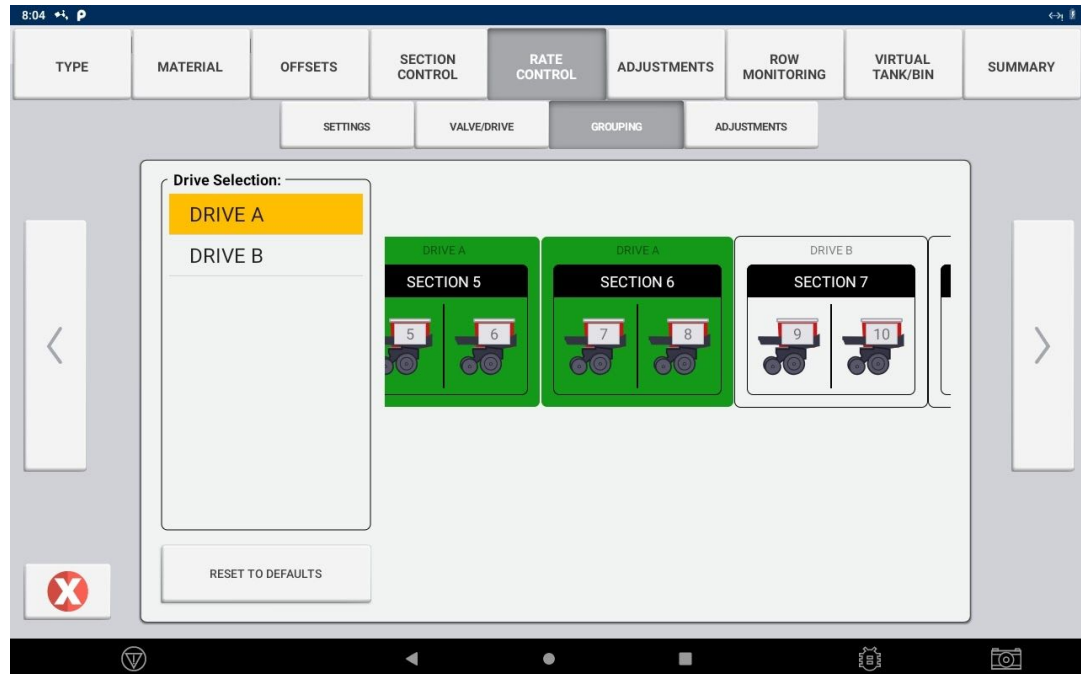 8:04
TYPE
MATERIAL
OFFSETS
SECTION
CONTROL
RATE
CONTROL
ADJUSTMENTS
ROW
MONITORING
VIRTUAL
TANK/BIN
SUMMARY
SETTINGS
VALVE/DRIVE
GROUPING
ADJUSTMENTS
Drive Selection:
DRIVE A
DRIVE B
DRIVE A
SECTION 5
5
6
DRIVE A
SECTION 6
7
8
DRIVE B
SECTION 7
9
10
RESET TO DEFAULTS
X